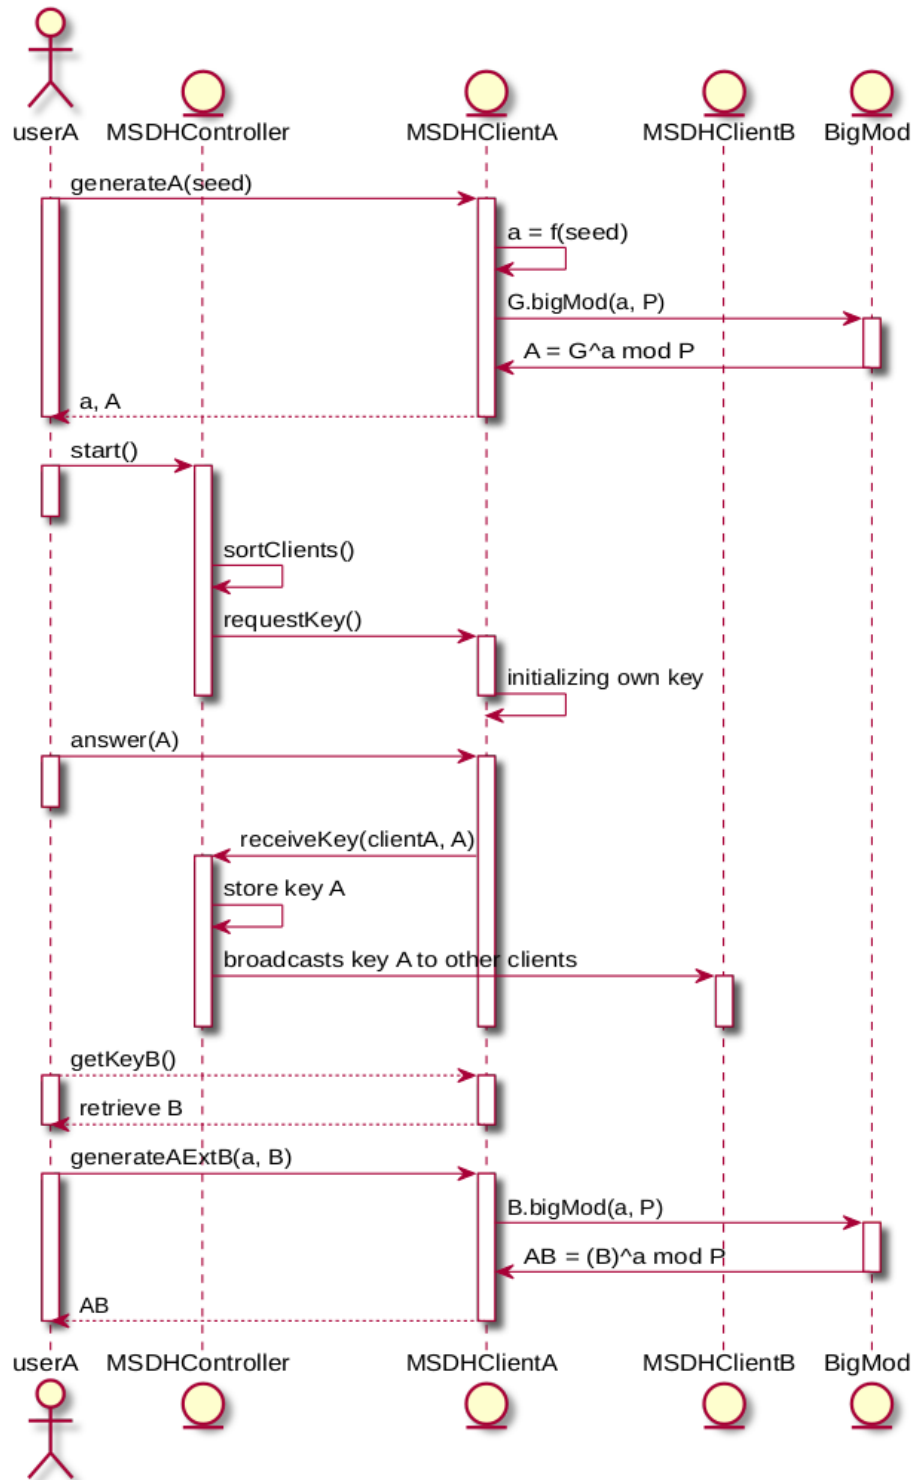 userA MSDHController MSDHClientA MSDHClientB BigMod
generateA(seed)
a = f(seed)
G.bigMod(a, P)
A = G^a mod P
a, A
start()
sortClients()
requestKey()
initializing own key
answer(A)
receiveKey(clientA, A)
store key A
broadcasts key A to other clients
getKeyB()
retrieve B
generateAExtB(a, B)
B.bigMod(a, P)
AB = (B)^a mod P
AB
userA MSDHController MSDHClientA MSDHClientB BigMod